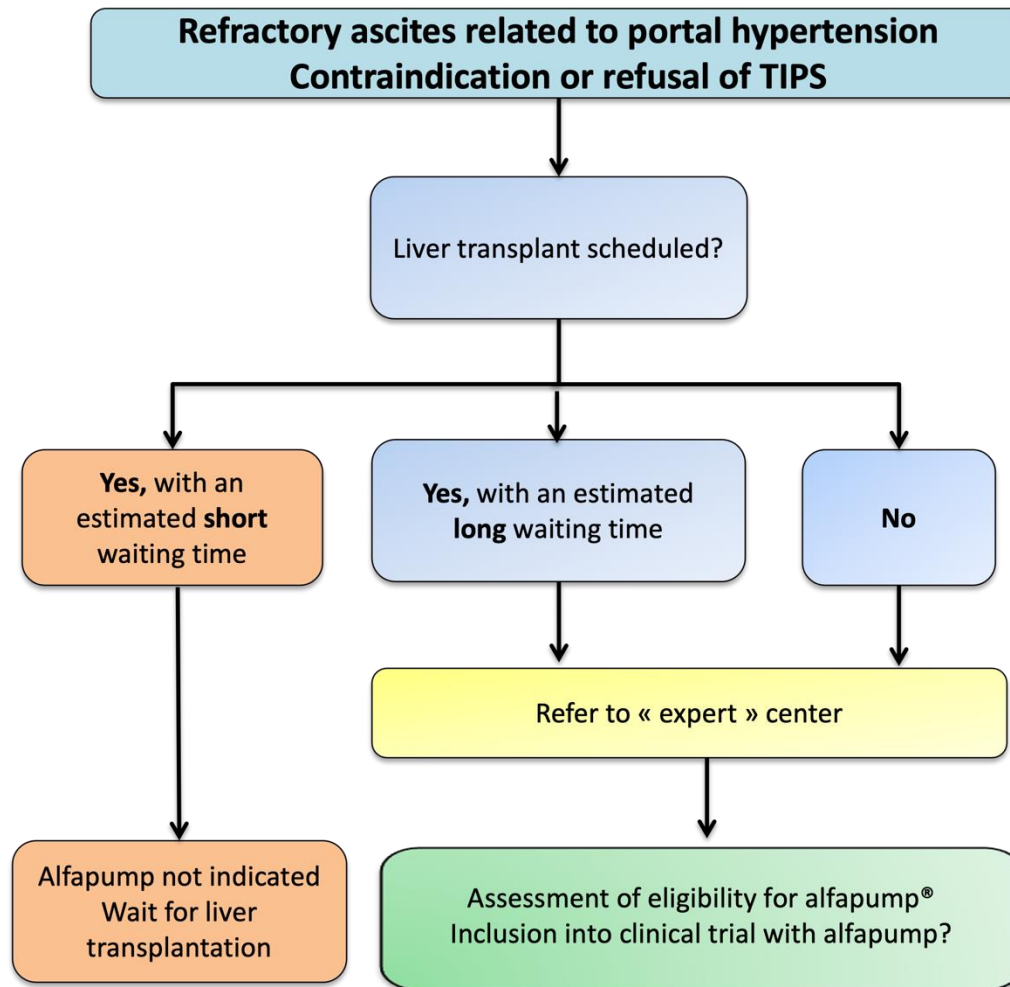 Refractory ascites related to portal hypertension
Contraindication or refusal of TIPS
Liver transplant scheduled?
Yes, with an
estimated short
waiting time
Yes, with an estimated
long waiting time
No
Refer to « expert » center
Alfapump not indicated
Wait for liver
transplantation
Assessment of eligibility for alfapump®
Inclusion into clinical trial with alfapump?